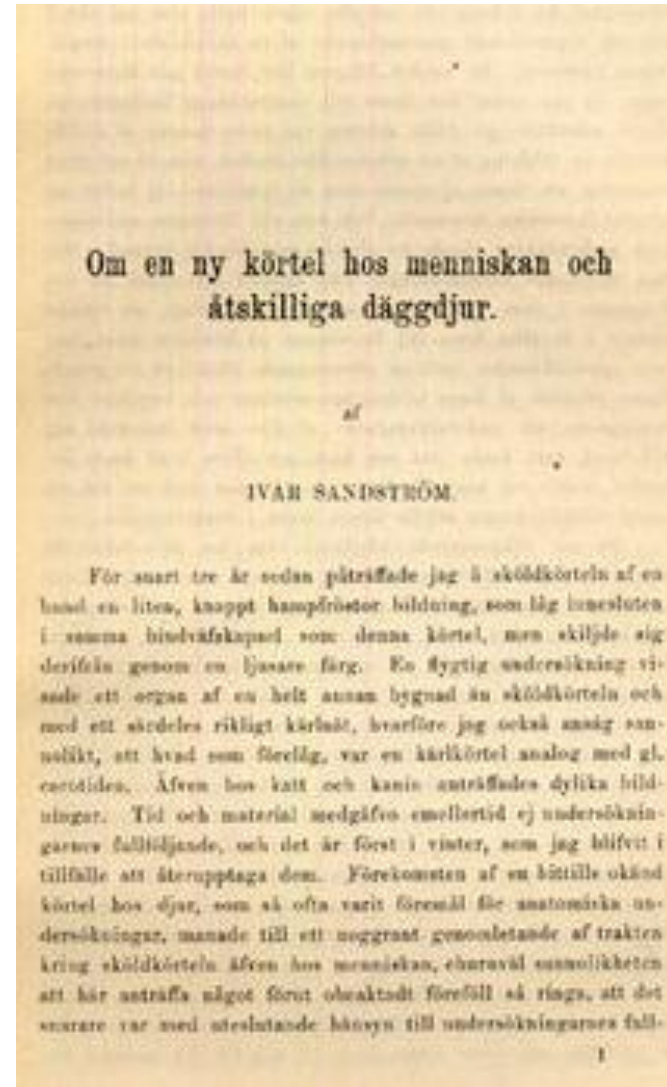 Om en ny körtel hos menniskan och
åtskilliga däggdjur.
af
IVAR SANDSTRÖM.
För snart tre år sedan påträffade jag å sköldkörteln af en
hund en liten, knappt hampfröstor bildning, som låg innesluten
i samma bindväfskapsel som denna körtel, men skiljde sig
derifrån genom en ljusare färg. En flygtig undersökning vi-
sade ett organ af en helt annan bygnad än sköldkörteln och
med ett särdeles rikligt kärlnät, hvarföre jag också ansåg san-
nolikt, att hvad som förelåg, var en kärlkörtel analog med gl.
carotidea. Äfven hos katt och kanin anträffades dylika bild-
ningar. Tid och material medgåfvo emellertid ej undersöknin-
garnes fullföljande, och det är först i vinter, som jag blifvit i
tillfälle att återupptaga dem. Förekomsten af en hittills okänd
körtel hos djur, som så ofta varit föremål för anatomiska un-
dersökningar, manade till ett noggrant genomletande af trakten
kring sköldkörteln äfven hos menniskan, ehuruväl sannolikheten
att här anträffa något förut obeaktadt föreföll så ringa, att det
snarare var med uteslutande hänsyn till undersökningarnes full-
1